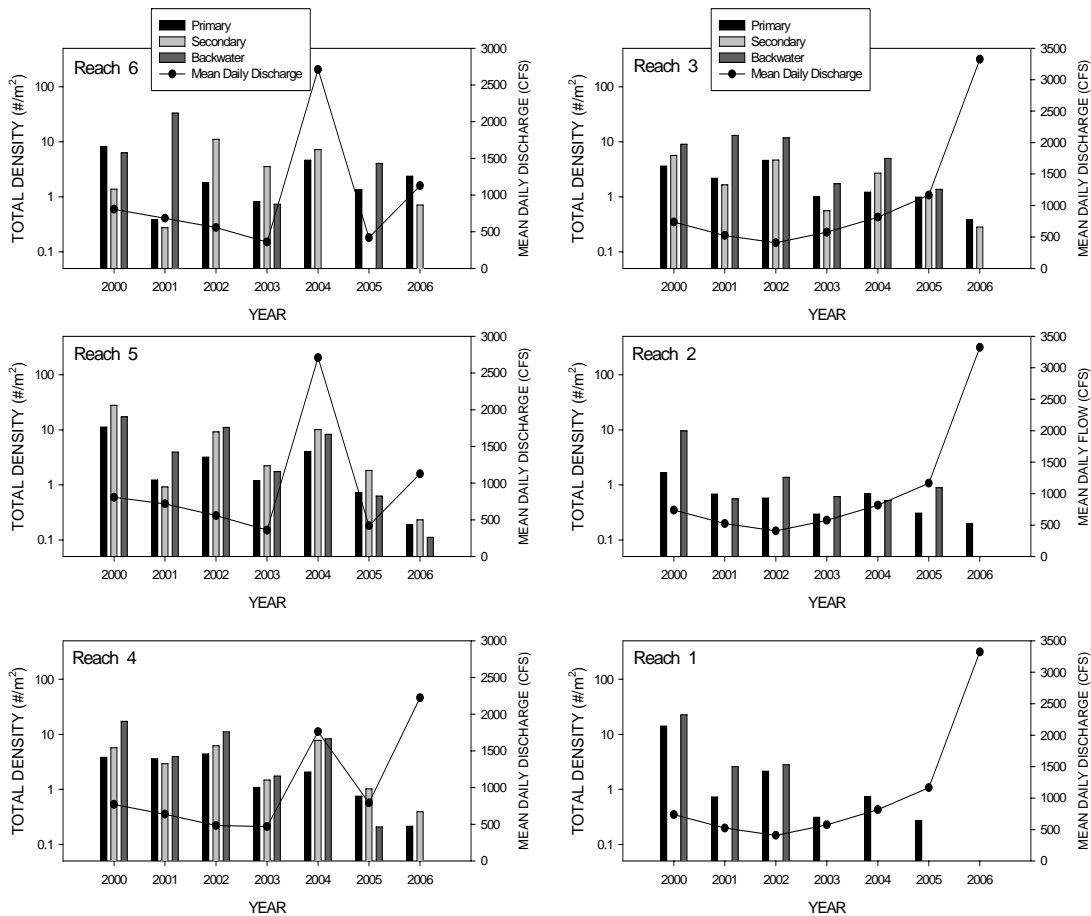 Primary
Secondary
Backwater
Mean Daily Discharge
Reach 6
TOTAL DENSITY (#/m2)
100
10
1
0.1
3000
2500
2000
1500
1000
500
0
MEAN DAILY DISCHARGE (CFS)
2000 2001 2002 2003 2004 2005 2006
YEAR
Primary
Secondary
Backwater
Mean Daily Discharge
Reach 3
TOTAL DENSITY (#/m2)
100
10
1
0.1
3500
3000
2500
2000
1500
1000
500
0
MEAN DAILY DISCHARGE (CFS)
2000 2001 2002 2003 2004 2005 2006
YEAR
Reach 5
TOTAL DENSITY (#/m2)
100
10
1
0.1
3000
2500
2000
1500
1000
500
0
MEAN DAILY DISCHARGE (CFS)
2000 2001 2002 2003 2004 2005 2006
YEAR
Reach 2
TOTAL DENSITY (#/m2)
100
10
1
0.1
3500
3000
2500
2000
1500
1000
500
0
MEAN DAILY FLOW (CFS)
2000 2001 2002 2003 2004 2005 2006
YEAR
Reach 4
TOTAL DENSITY (#/m2)
100
10
1
0.1
3000
2500
2000
1500
1000
500
0
MEAN DAILY DISCHARGE (CFS)
2000 2001 2002 2003 2004 2005 2006
YEAR
Reach 1
TOTAL DENSITY (#/m2)
100
10
1
0.1
3500
3000
2500
2000
1500
1000
500
0
MEAN DAILY DISCHARGE (CFS)
2000 2001 2002 2003 2004 2005 2006
YEAR